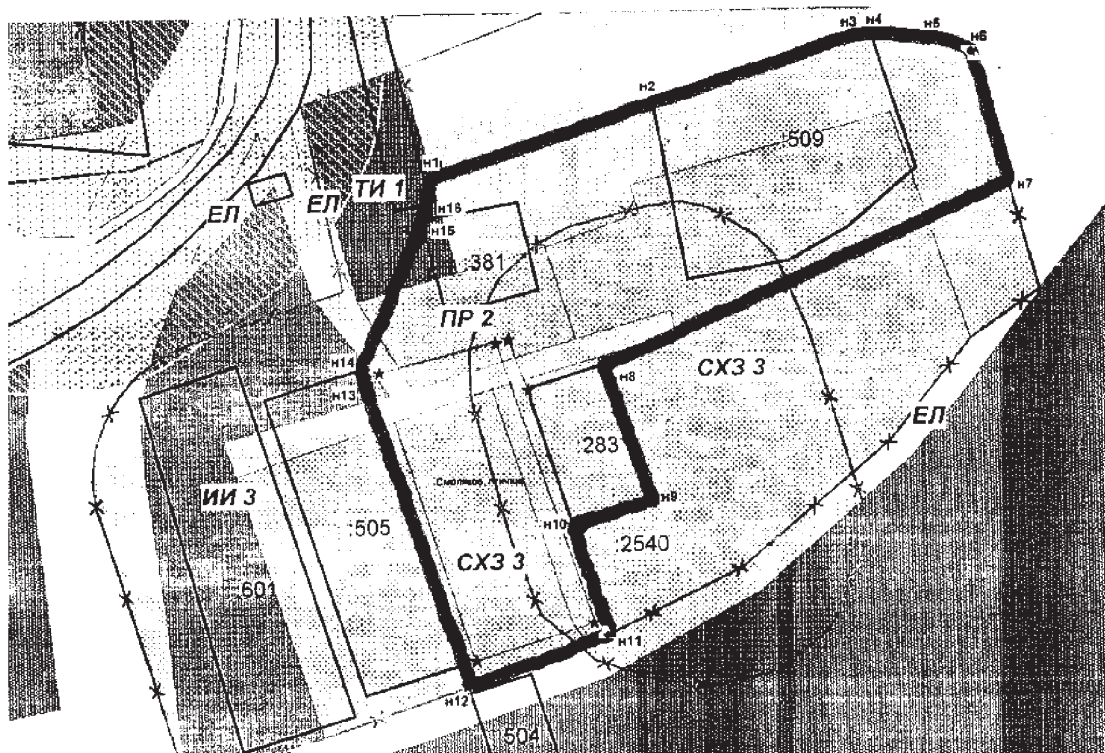 н3 н4
н5
н6
н2
:509
н1
ТИ 1
н7
ЕЛ
ЕЛ
н16
н15
:381
ПР 2
н14
н8
СХЗ 3
н13
ЕЛ
:283
ИИ 3
н9
:505
н10
:2540
СХЗ 3
:601
н11
н12
:504